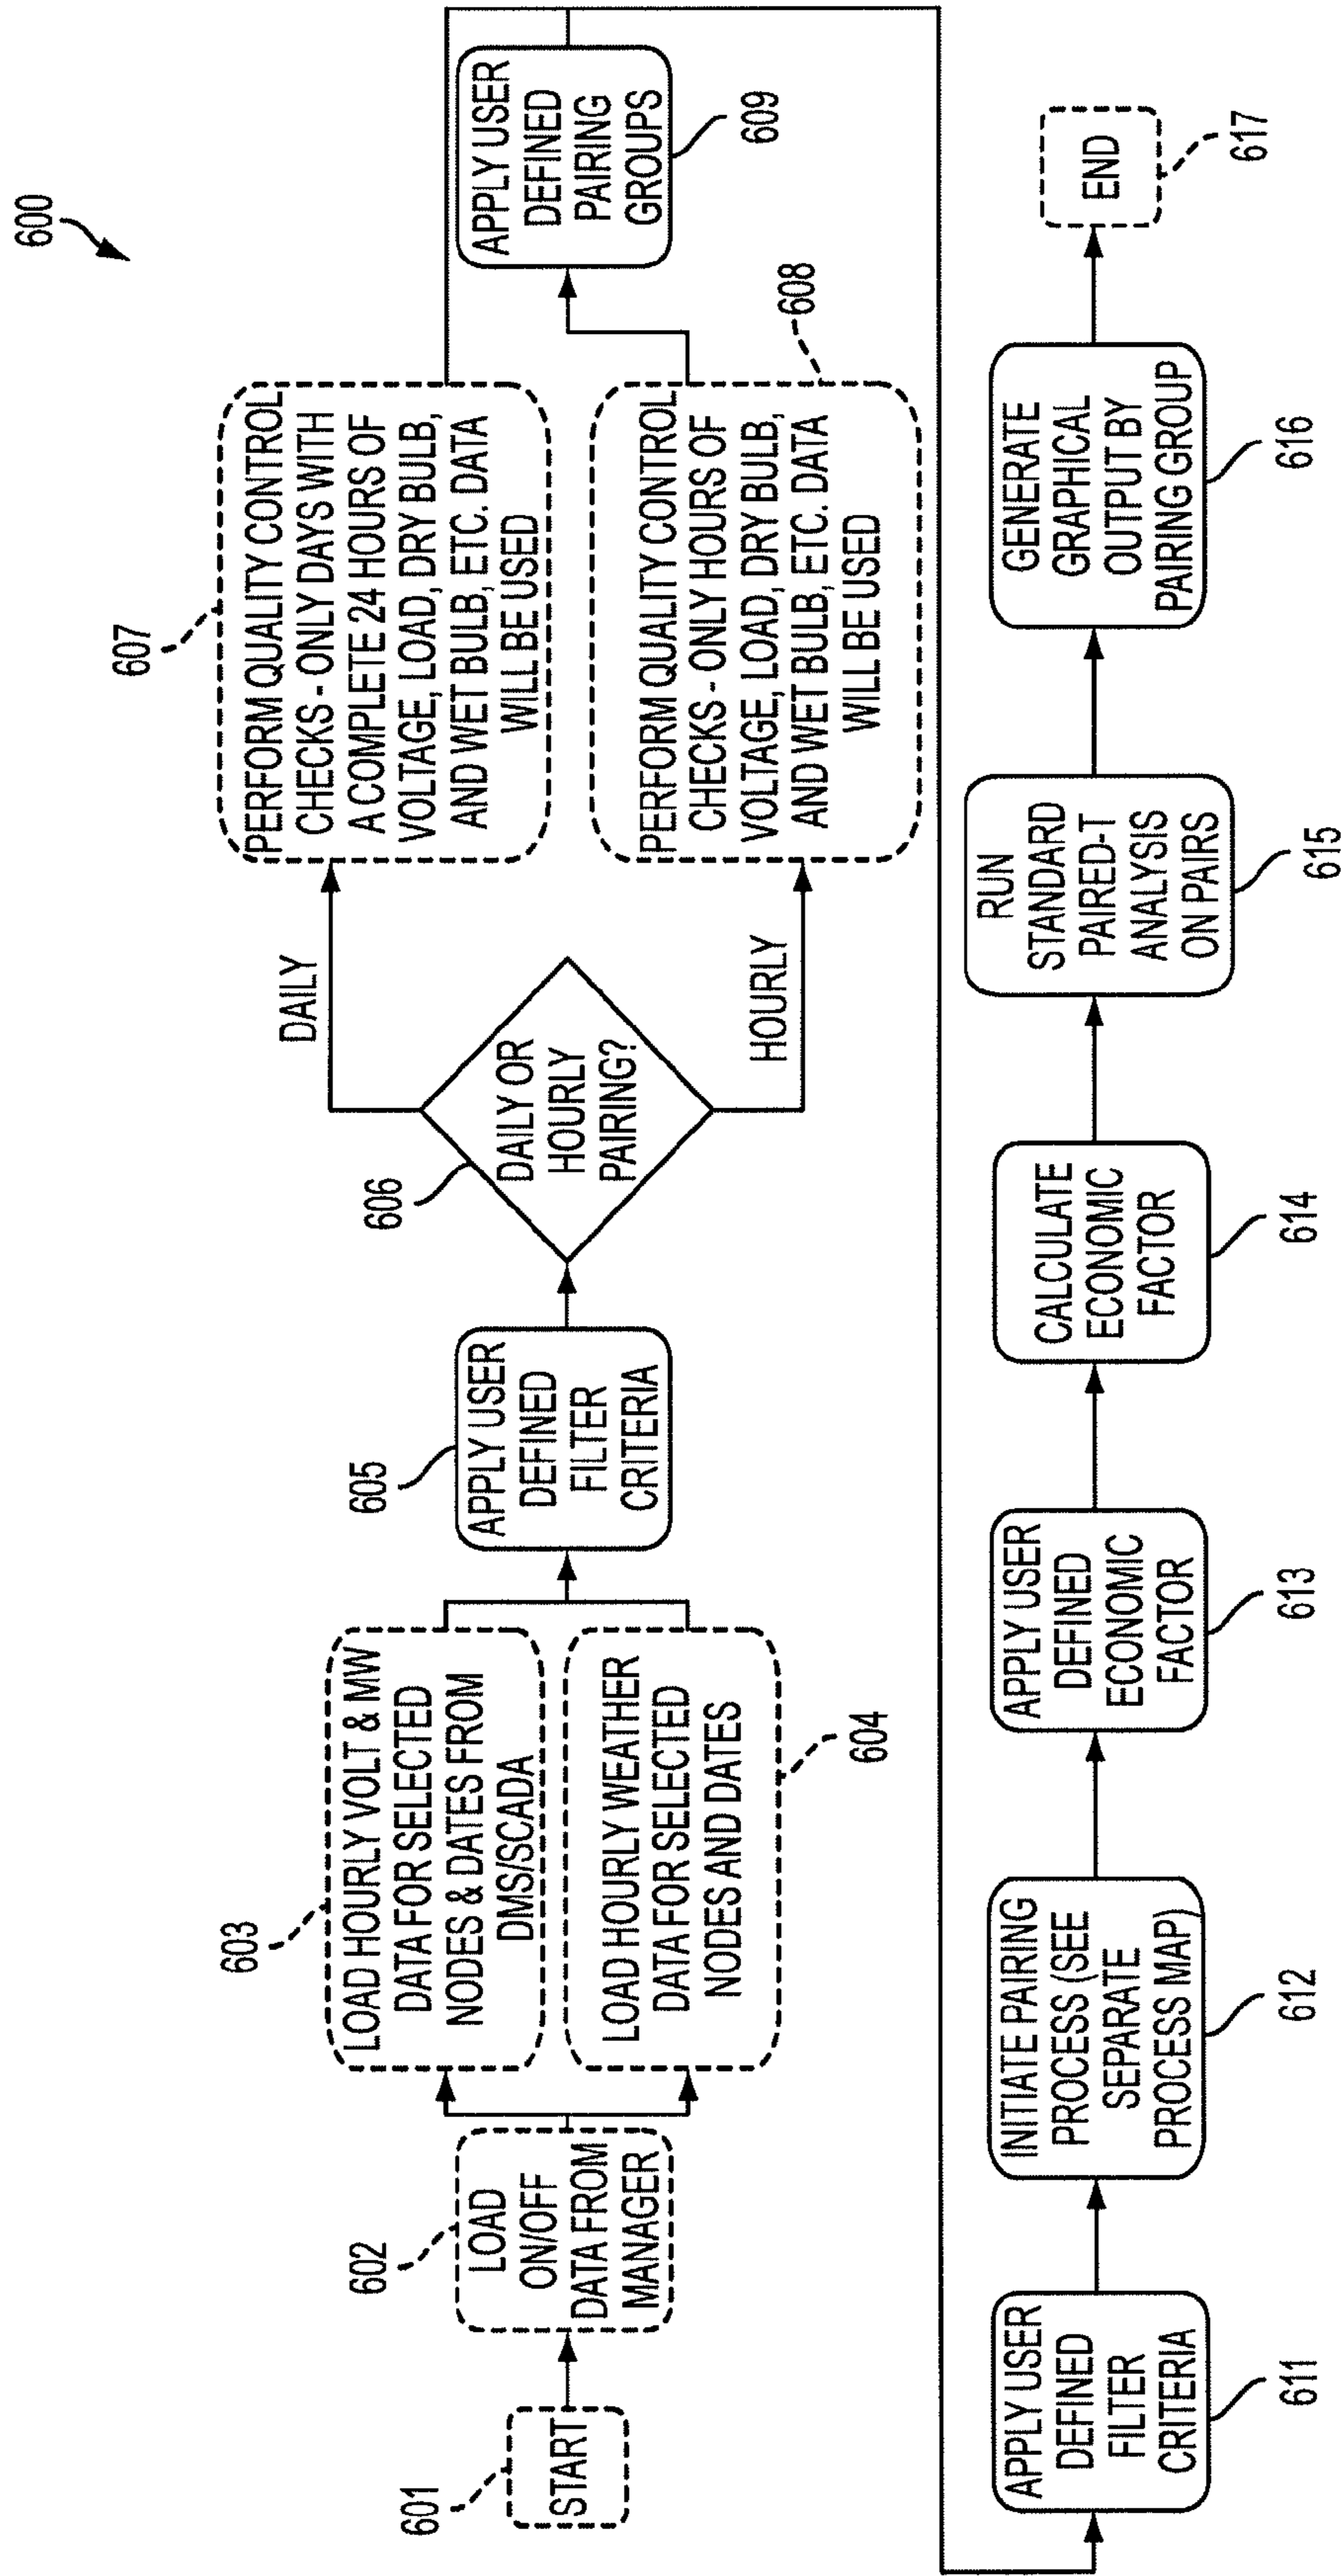 600
601
START
602
LOAD
ON/OFF
DATA FROM
MANAGER
603
LOAD HOURLY VOLT & MW
DATA FOR SELECTED
NODES & DATES FROM
DMS/SCADA
LOAD HOURLY WEATHER
DATA FOR SELECTED
NODES AND DATES
604
605
APPLY USER
DEFINED
FILTER
CRITERIA
606
DAILY OR
HOURLY
PAIRING?
DAILY
HOURLY
607
PERFORM QUALITY CONTROL
CHECKS - ONLY DAYS WITH
A COMPLETE 24 HOURS OF
VOLTAGE, LOAD, DRY BULB,
AND WET BULB, ETC. DATA
WILL BE USED
PERFORM QUALITY CONTROL
CHECKS - ONLY HOURS OF
VOLTAGE, LOAD, DRY BULB,
AND WET BULB, ETC. DATA
WILL BE USED
608
APPLY USER
DEFINED
PAIRING
GROUPS
609
APPLY USER
DEFINED
FILTER
CRITERIA
611
INITIATE PAIRING
PROCESS (SEE
SEPARATE
PROCESS MAP)
612
APPLY USER
DEFINED
ECONOMIC
FACTOR
613
CALCULATE
ECONOMIC
FACTOR
614
RUN
STANDARD
PAIRED-T
ANALYSIS
ON PAIRS
615
GENERATE
GRAPHICAL
OUTPUT BY
PAIRING GROUP
616
END
617